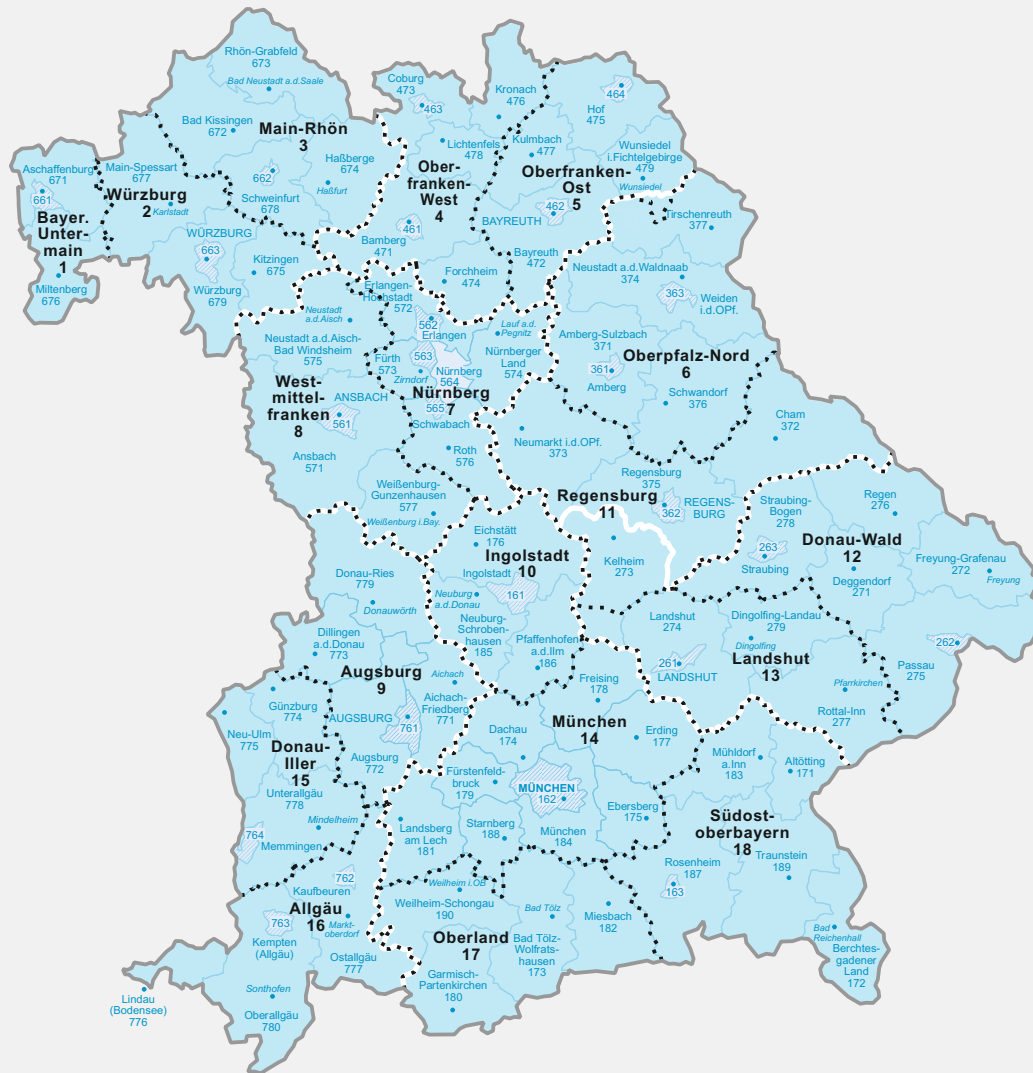 Rhön-Grabfeld
673
Bad Neustadt a.d.Saale
Bad Kissingen
672
Main-Rhön
3
Haßberge
674
Haßfurt
662
Schweinfurt
678
Coburg
473
463
Kronach
476
Lichtenfels
478
Kulmbach
477
464
Hof
475
Wunsiedel
i.Fichtelgebirge
479
Wunsiedel
Ober-
franken-
West
4
Oberfranken-
Ost
5
462
BAYREUTH
Bayreuth
472
461
Bamberg
471
Forchheim
474
Aschaffenburg
671
661
Bayer.
Unter-
main
1
Miltenberg
676
Main-Spessart
677
Würzburg
2
Karlstadt
WÜRZBURG
663
Kitzingen
675
Würzburg
679
Tirschenreuth
377
Neustadt a.d.Waldnaab
374
363
Weiden
i.d.OPf.
Erlangen-
Höchstadt
572
562
Erlangen
Lauf a.d.
Pegnitz
Neustadt
a.d.Aisch
Neustadt a.d.Aisch-
Bad Windsheim
575
Fürth
573
563
Zirndorf
Nürnberg
564
Nürnberger
Land
574
Nürnberg
7
565
Schwabach
Roth
576
West-
mittel-
franken
8
ANSBACH
561
Ansbach
571
Weißenburg-
Gunzenhausen
577
Weißenburg i.Bay.
Amberg-Sulzbach
371
361
Amberg
Oberpfalz-Nord
6
Schwandorf
376
Cham
372
Neumarkt i.d.OPf.
373
Regensburg
375
362
REGENS-
BURG
Regensburg
11
Kelheim
273
Straubing-
Bogen
278
263
Straubing
Regen
276
Donau-Wald
12
Deggendorf
271
Freyung-Grafenau
272
Freyung
262
Passau
275
Eichstätt
176
Ingolstadt
10
Ingolstadt
161
Neuburg
a.d.Donau
Neuburg-
Schroben-
hausen
185
Pfaffenhofen
a.d.Ilm
186
Landshut
274
261
LANDSHUT
Dingolfing-Landau
279
Dingolfing
Landshut
13
Pfarrkirchen
Rottal-Inn
277
Donau-Ries
779
Donauwörth
Dillingen
a.d.Donau
773
Augsburg
9
Aichach
Aichach-
Friedberg
771
AUGSBURG
761
Augsburg
772
Günzburg
774
Neu-Ulm
775
Donau-
Iller
15
Unterallgäu
778
Mindelheim
764
Memmingen
Freising
178
München
14
Erding
177
Dachau
174
Fürstenfeld-
bruck
179
MÜNCHEN
162
München
184
Ebersberg
175
Landsberg
am Lech
181
Starnberg
188
Mühldorf
a.Inn
183
Altötting
171
Südost-
oberbayern
18
Rosenheim
187
163
Traunstein
189
Bad
Reichenhall
Berchtes-
gadener
Land
172
762
Kaufbeuren
Allgäu
16
763
Kempten
(Allgäu)
Markt-
oberdorf
Ostallgäu
777
Sonthofen
Oberallgäu
780
Lindau
(Bodensee)
776
Weilheim i.OB
Weilheim-Schongau
190
Oberland
17
Garmisch-
Partenkirchen
180
Bad Tölz
Bad Tölz-
Wolfrats-
hausen
173
Miesbach
182